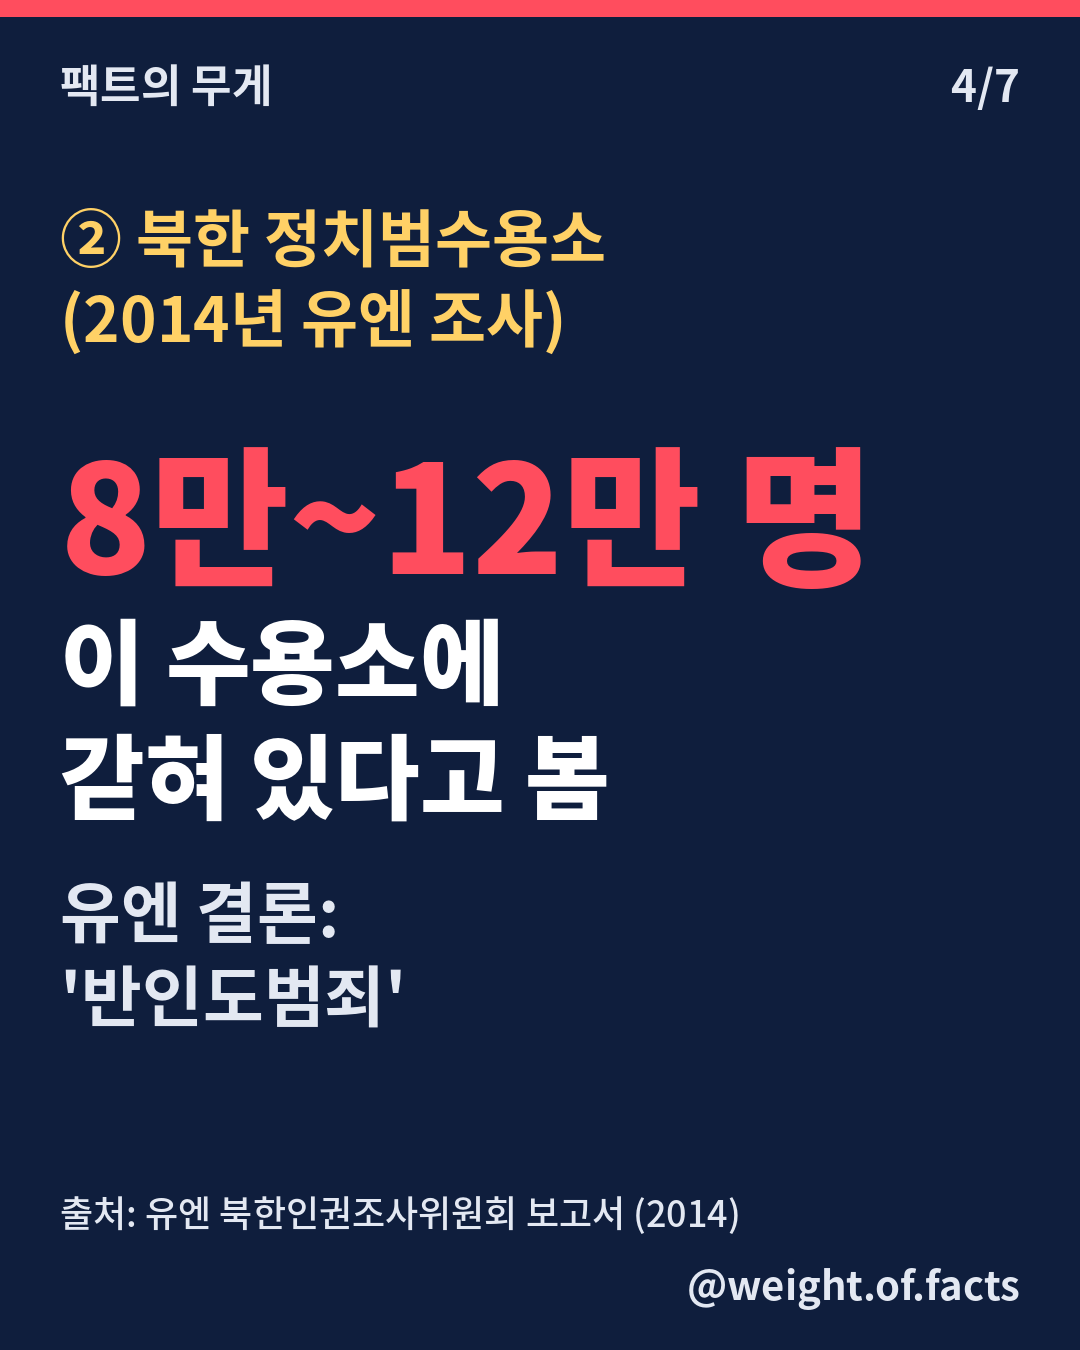 팩트의 무게
4/7
② 북한 정치범수용소
(2014년 유엔 조사)
8만~12만 명
이 수용소에
갇혀 있다고 봄
유엔 결론:
'반인도범죄'
출처: 유엔 북한인권조사위원회 보고서 (2014)
@weight.of.facts